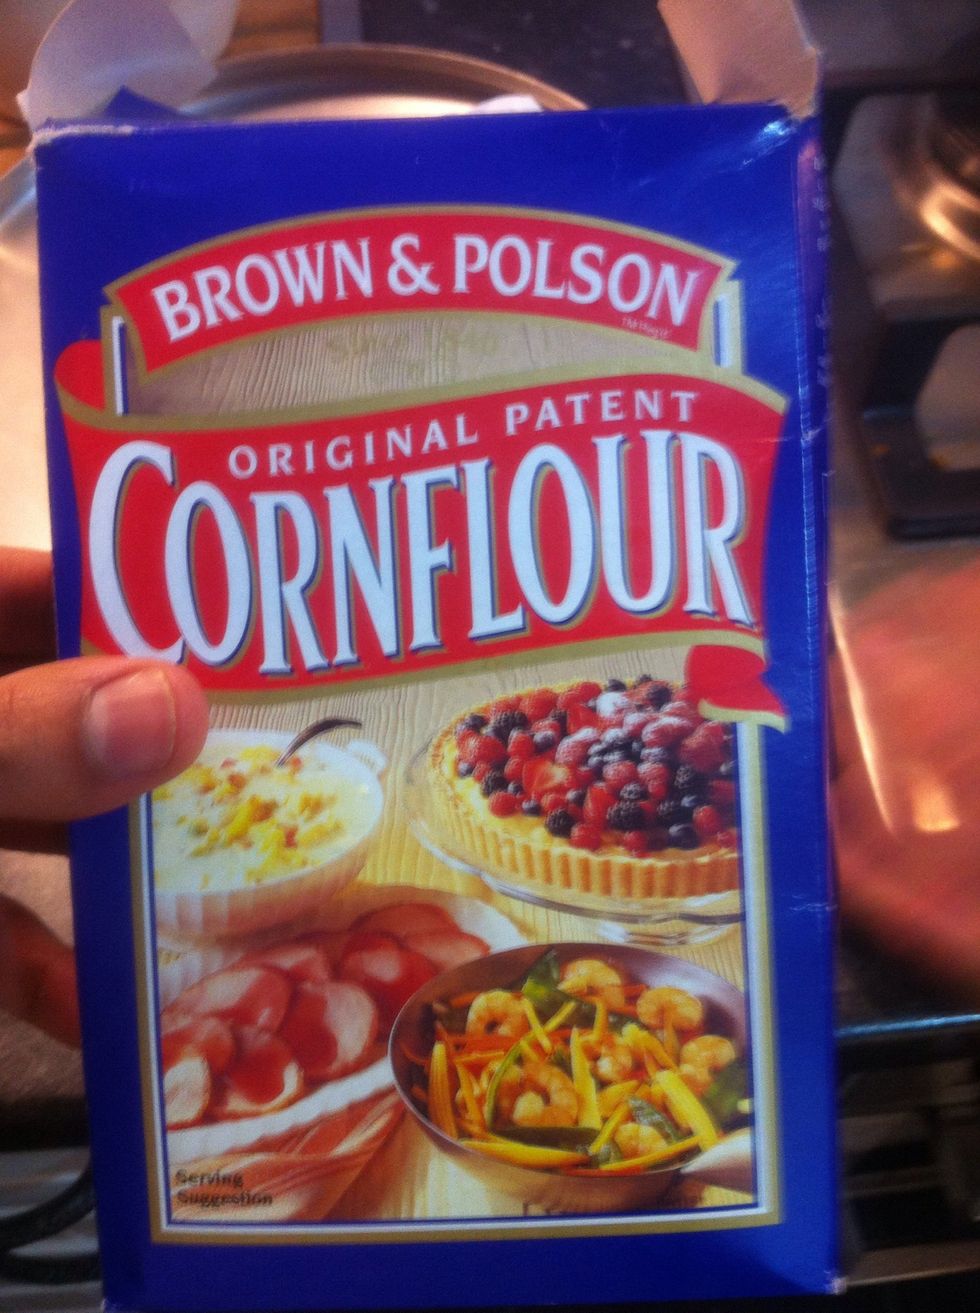 BROWN & POLSON
ORIGINAL PATENT
CORNFLOUR
Serving
Suggestion